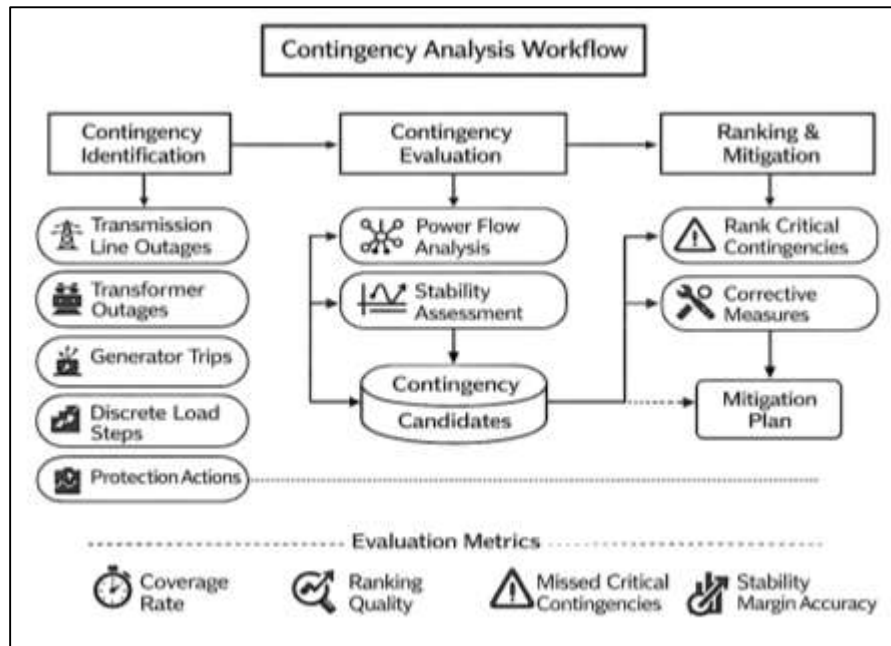 Contingency Analysis Workflow
Contingency
Identification
Contingency
Evaluation
Ranking &
Mitigation
Transmission
Line Outages
Transformer
Outages
Generator Trips
Discrete Load
Steps
Protection Actions
Power Flow
Analysis
Stability
Assessment
Contingency
Candidates
Rank Critical
Contingencies
Corrective
Measures
Mitigation
Plan
Evaluation Metrics
Coverage
Rate
Ranking
Quality
Missed Critical
Contingencies
Stability
Margin Accuracy